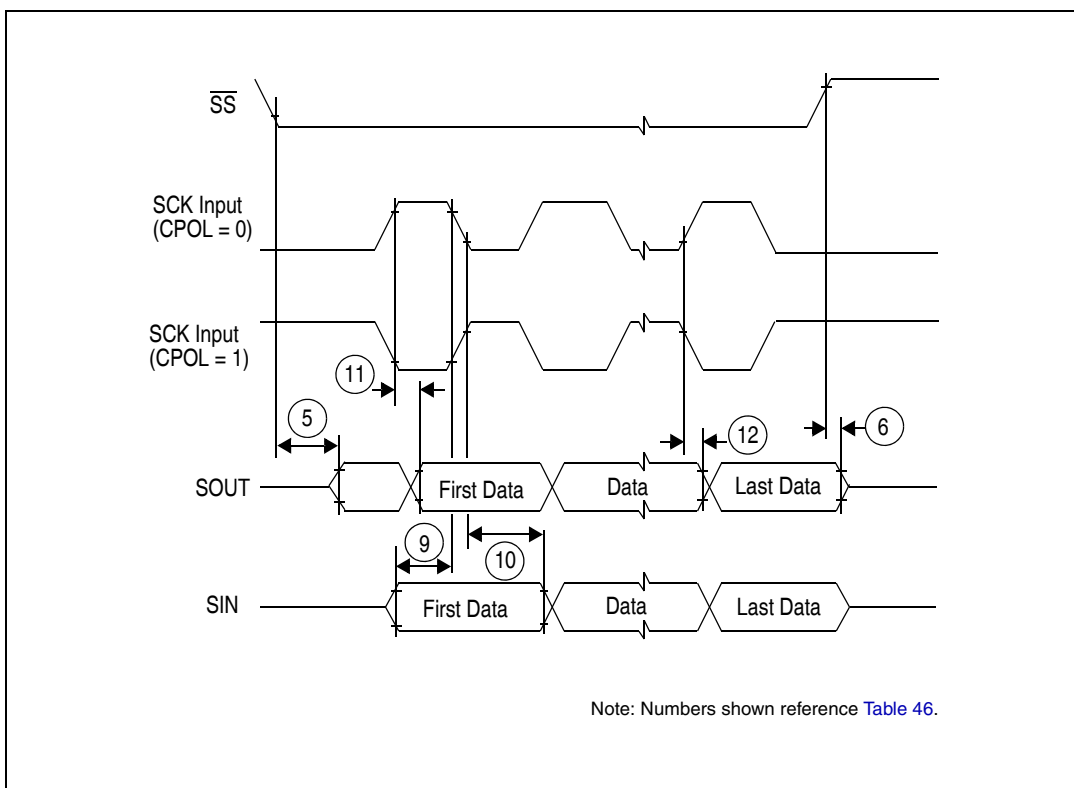 SS
SCK Input
(CPOL = 0)
SCK Input
(CPOL = 1)
11
5
12
6
SOUT
First Data
Data
Last Data
9
10
SIN
First Data
Data
Last Data
Note: Numbers shown reference Table 46.